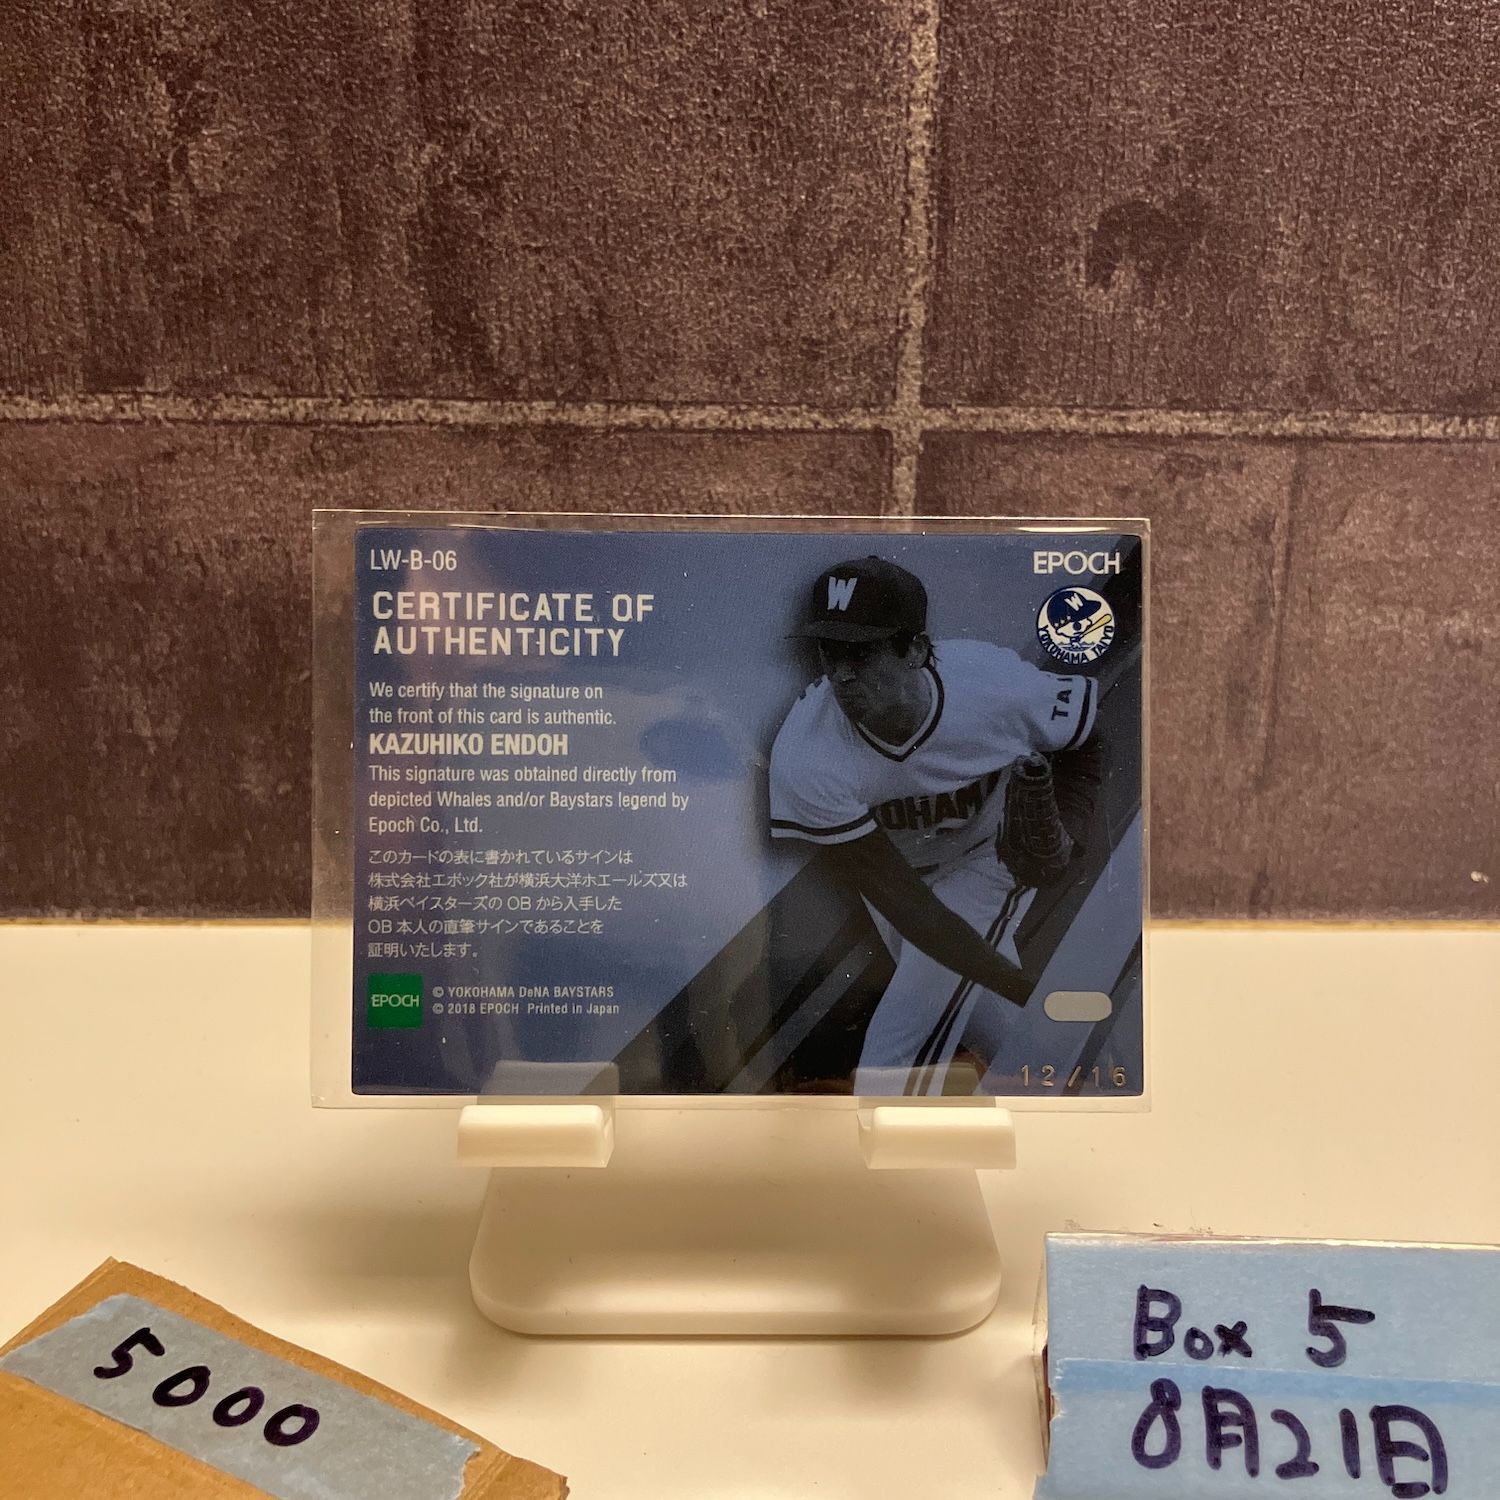 LW-B-06
CERTIFICATE OF
AUTHENTICITY
We certify that the signature on
the front of this card is authentic.
KAZUHIKO ENDOH
This signature was obtained directly from
depicted Whales and/or Baystars legend by
Epoch Co., Ltd.
このカードの表に書かれているサインは
株式会社エポック社が横浜大洋ホエールズ又は
横浜ベイスターズの OB から入手した
OB 本人の直筆サインであることを
証明いたします。
EPOCH
© YOKOHAMA DeNA BAYSTARS
© 2018 EPOCH Printed in Japan
EPOCH
W
YOKOHAMA TAIYO
W
TAI
OHAM
12/16
5000
Box 5
8月21日